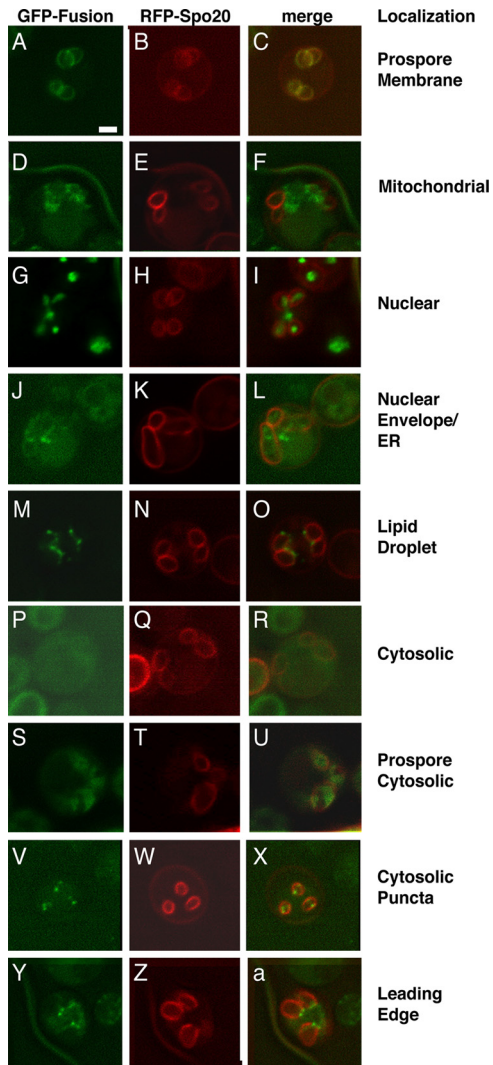 GFP-Fusion RFP-Spo20 merge Localization
A B C Prospore
Membrane
D E F Mitochondrial
G H I Nuclear
J K L Nuclear
Envelope/
ER
M N O Lipid
Droplet
P Q R Cytosolic
S T U Prospore
Cytosolic
V W X Cytosolic
Puncta
Y Z a Leading
Edge